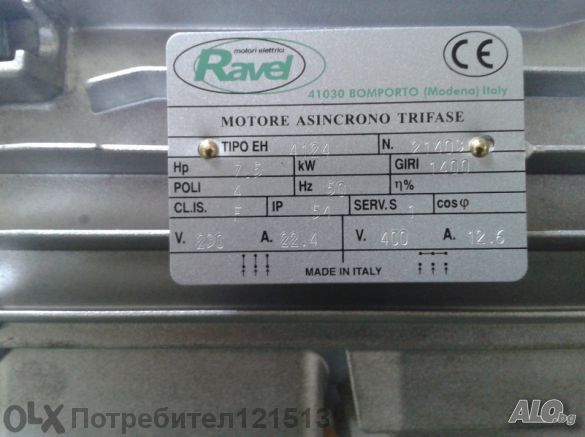 motori elettrici
Ravel
CE
41030 BOMPORTO (Modena) Italy
MOTORE ASINCRONO TRIFASE
TIPO EH 4124 N.
Hp 7.5 kW GIRI 1400
POLI 4 Hz 50 η%
CL.IS. F IP 54 SERV.S 1 cos φ
V. 230 A. 22.4 V. 400 A. 12.6
MADE IN ITALY
OLX Потребител121513
ALO.bg